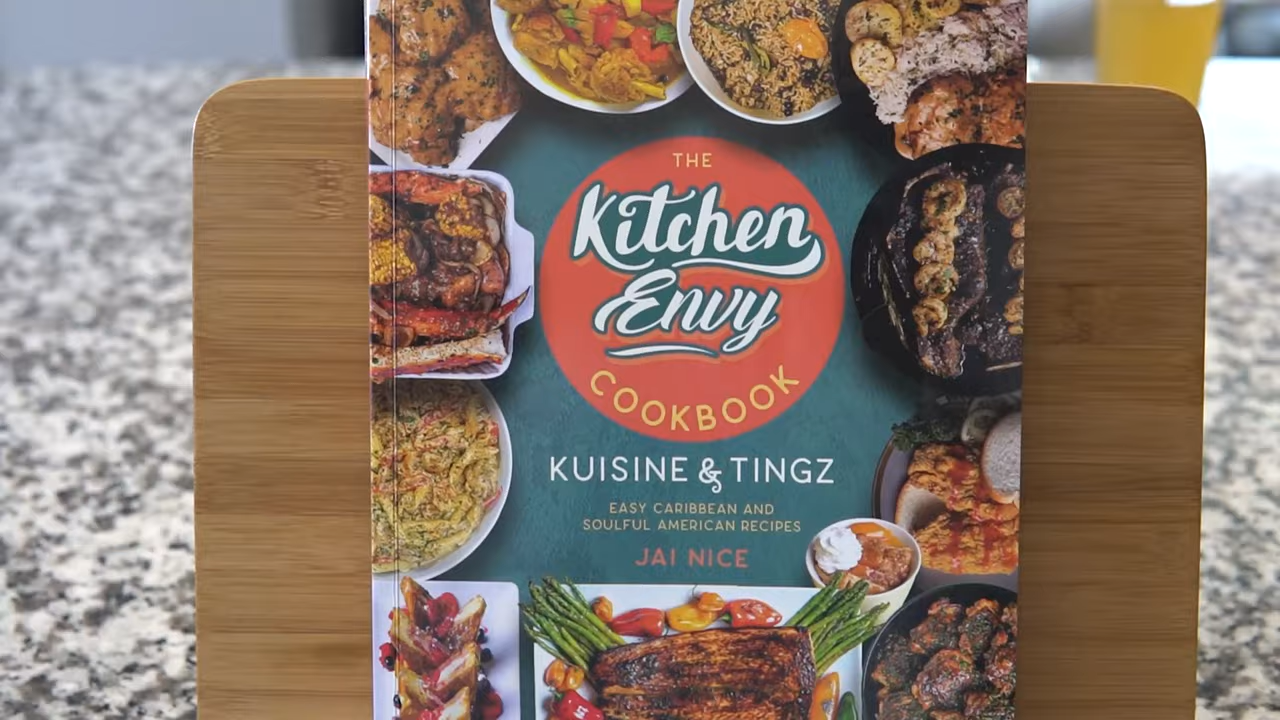 THE
Kitchen
Envy
COOKBOOK
KUISINE & TINGZ
EASY CARIBBEAN AND
SOULFUL AMERICAN RECIPES
JAI NICE